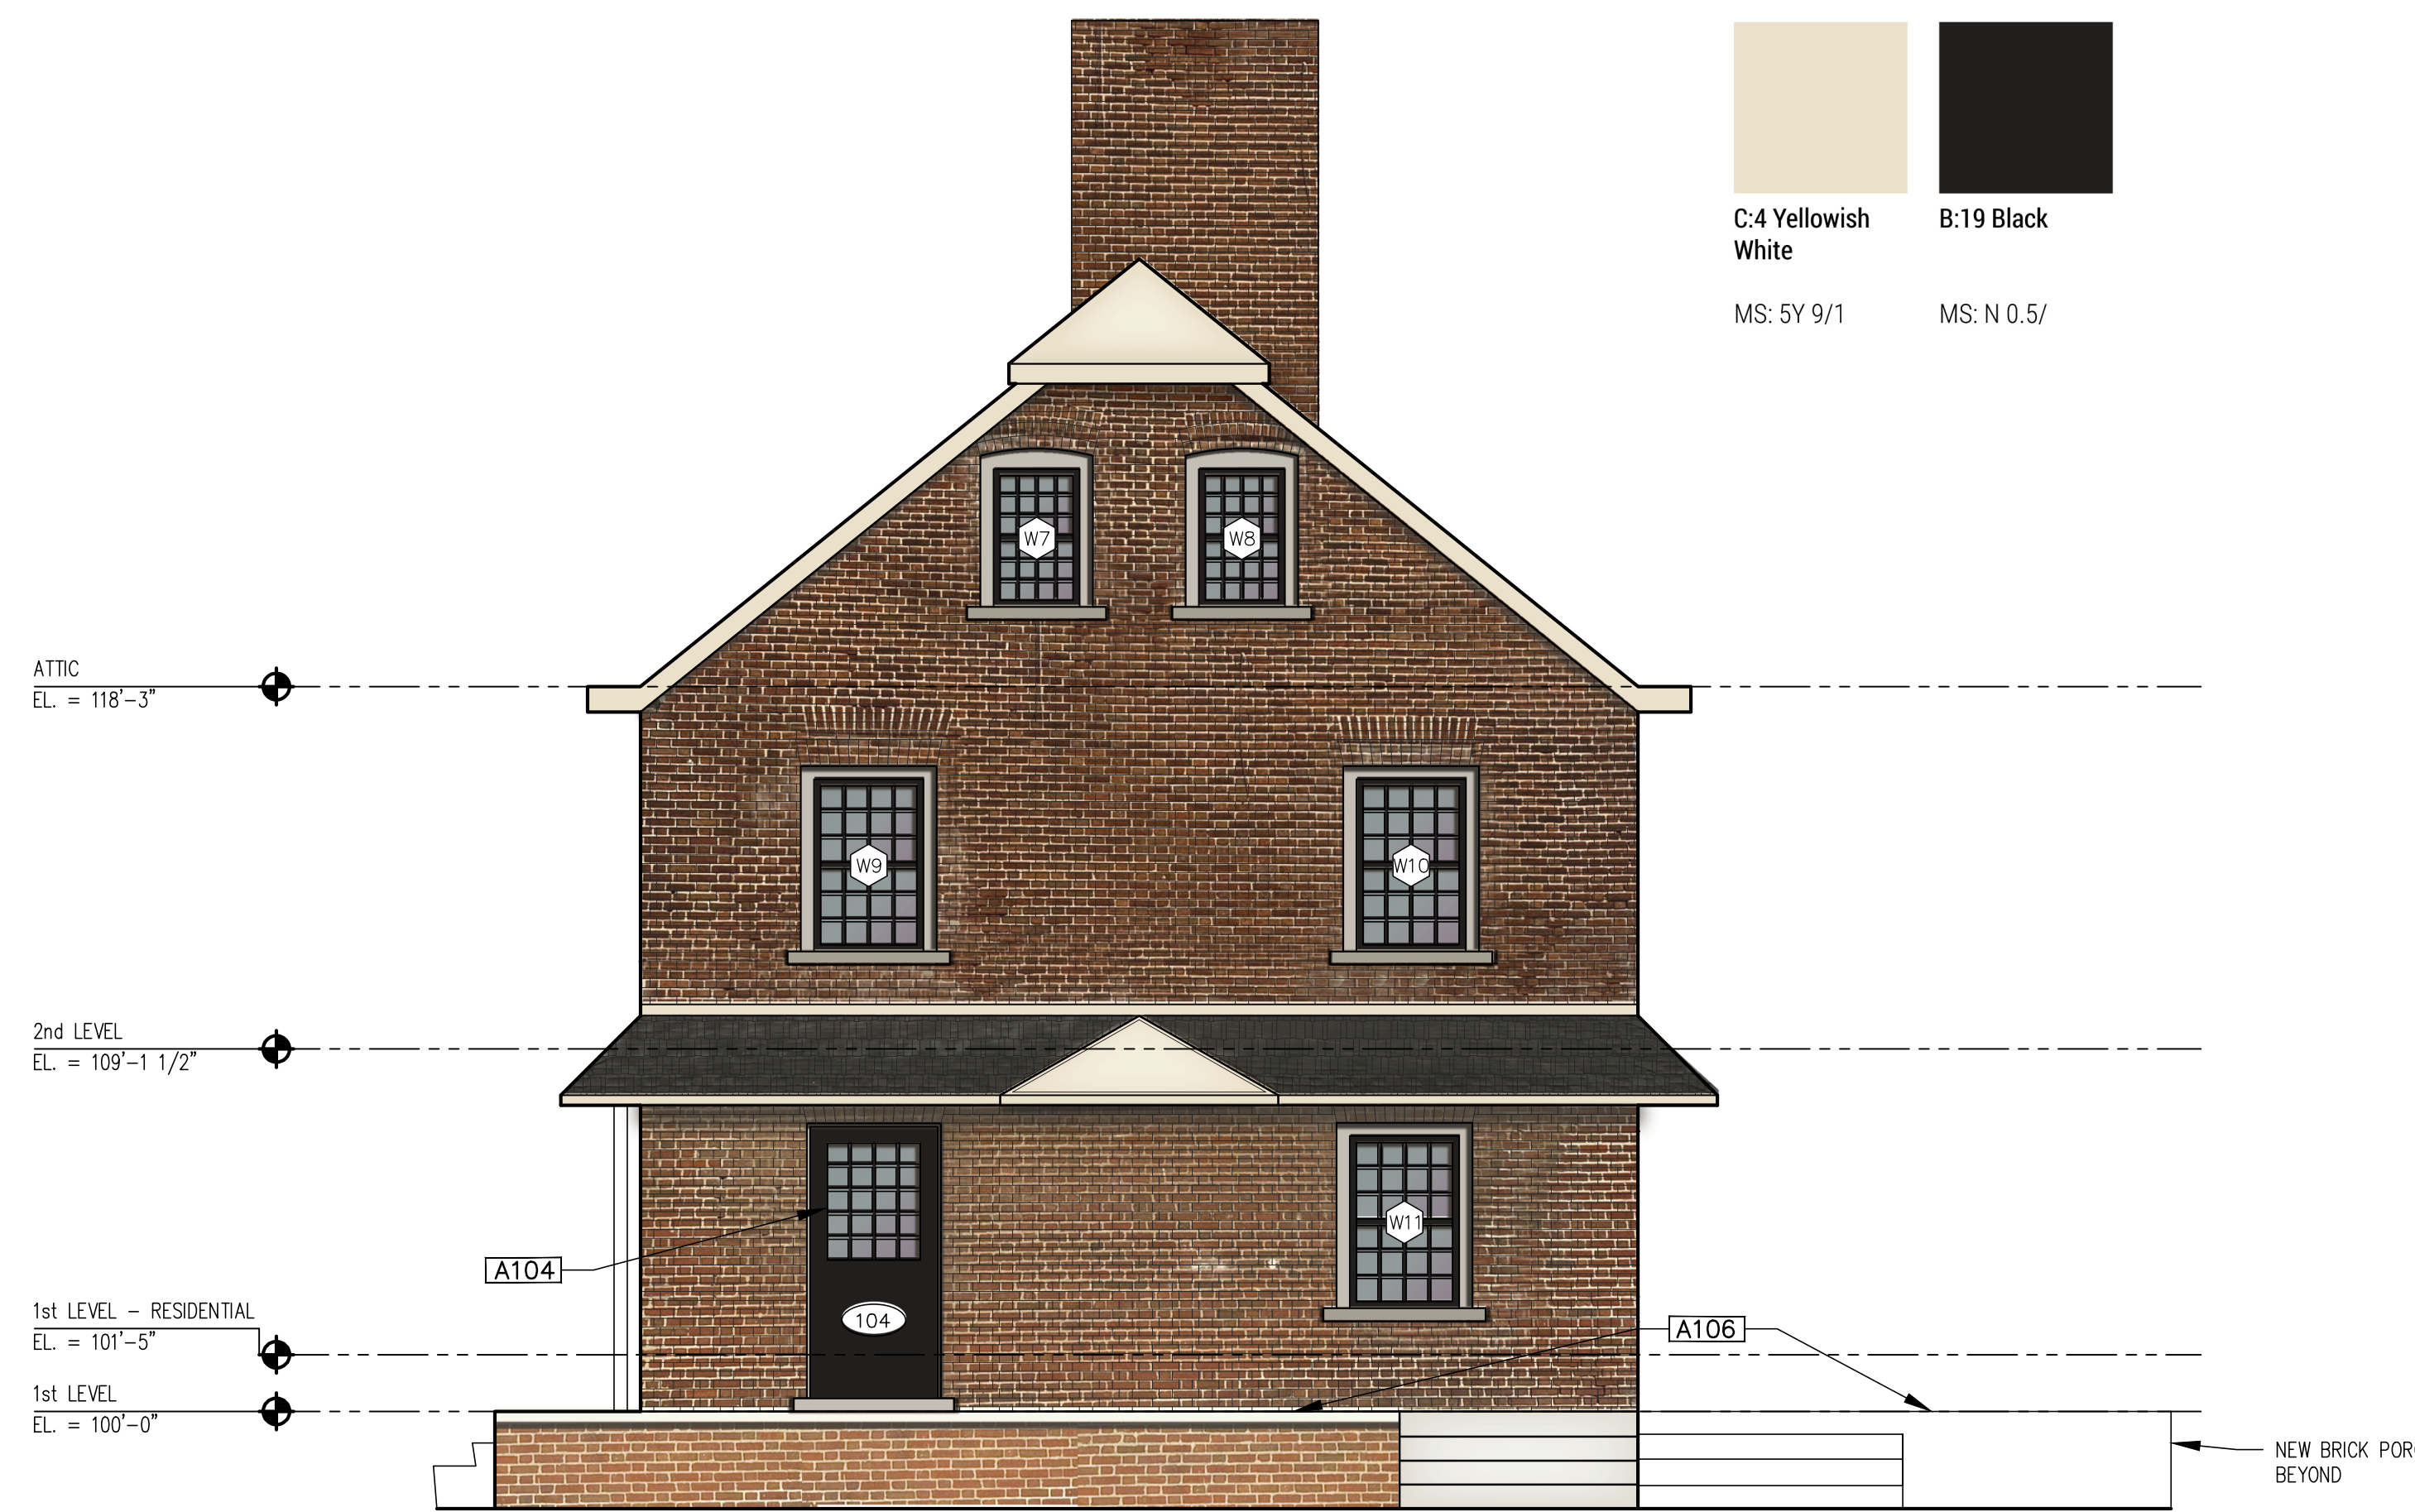 C:4 Yellowish
White
MS: 5Y 9/1
B:19 Black
MS: N 0.5/
W7
W8
ATTIC
EL. = 118'-3"
W9
W10
2nd LEVEL
EL. = 109'-1 1/2"
W11
A104
104
1st LEVEL - RESIDENTIAL
EL. = 101'-5"
A106
1st LEVEL
EL. = 100'-0"
NEW BRICK
BEYOND